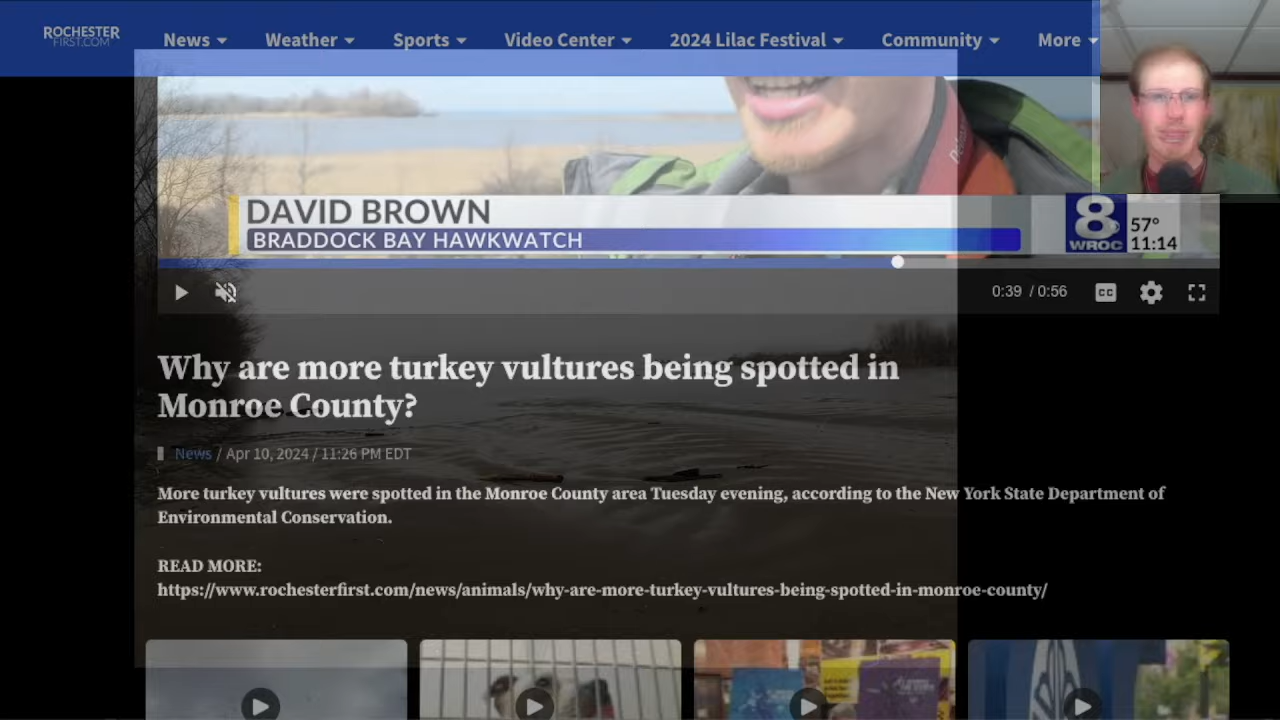 ROCHESTER
FIRST.COM
News
Weather
Sports
Video Center
2024 Lilac Festival
Community
More
DAVID BROWN
BRADDOCK BAY HAWKWATCH
8
WROC
57°
11:14
0:39 / 0:56
CC
Why are more turkey vultures being spotted in
Monroe County?
News / Apr 10, 2024 / 11:26 PM EDT
More turkey vultures were spotted in the Monroe County area Tuesday evening, according to the New York State Department of
Environmental Conservation.
READ MORE:
https://www.rochesterfirst.com/news/animals/why-are-more-turkey-vultures-being-spotted-in-monroe-county/